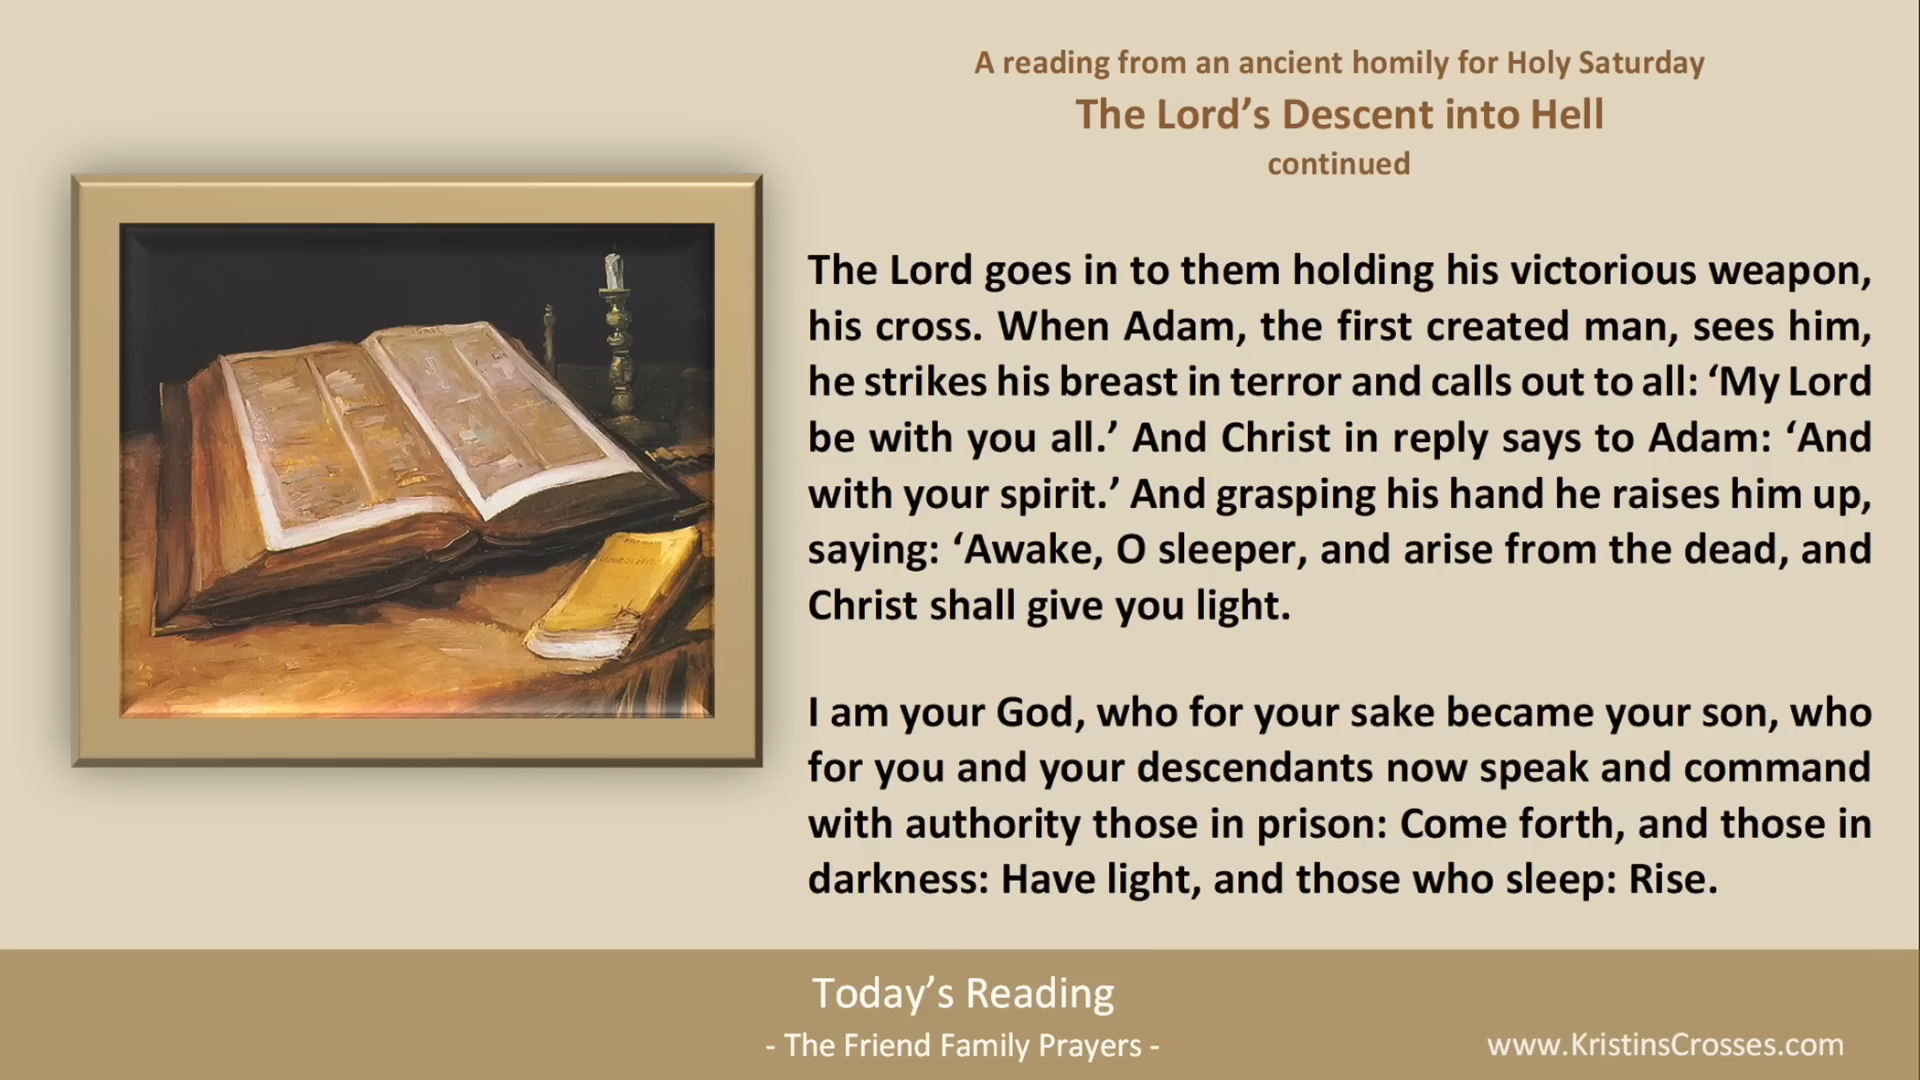 A reading from an ancient homily for Holy Saturday
The Lord’s Descent into Hell
continued
The Lord goes in to them holding his victorious weapon,
his cross. When Adam, the first created man, sees him,
he strikes his breast in terror and calls out to all: ‘My Lord
be with you all.’ And Christ in reply says to Adam: ‘And
with your spirit.’ And grasping his hand he raises him up,
saying: ‘Awake, O sleeper, and arise from the dead, and
Christ shall give you light.
I am your God, who for your sake became your son, who
for you and your descendants now speak and command
with authority those in prison: Come forth, and those in
darkness: Have light, and those who sleep: Rise.
Today’s Reading
- The Friend Family Prayers -
www.KristinsCrosses.com